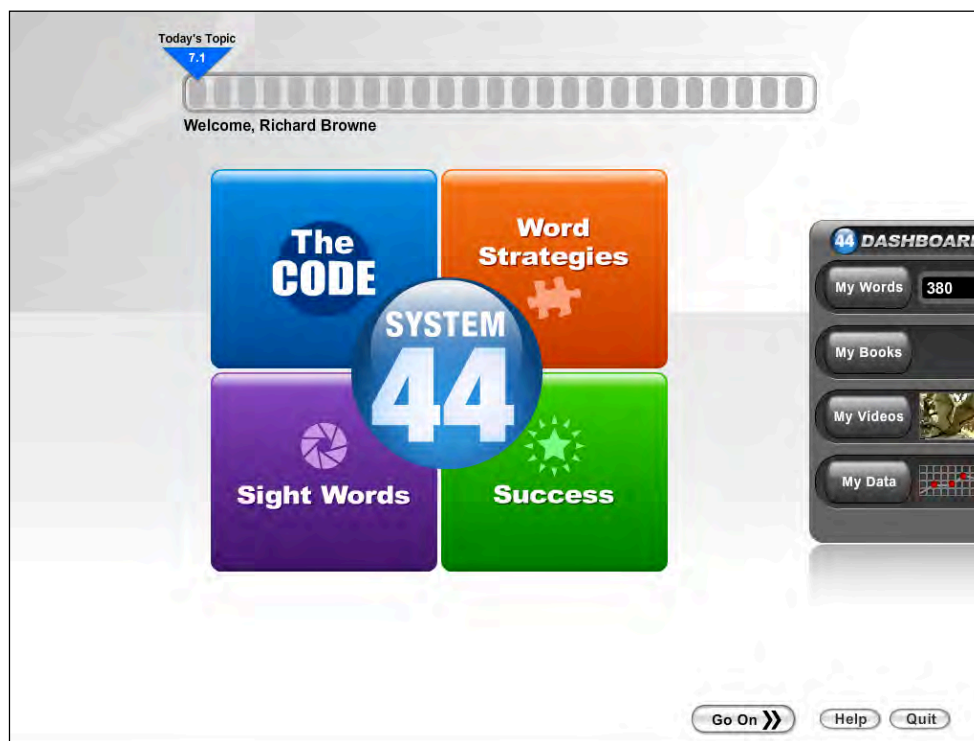 Today's Topic
7.1
Welcome, Richard Browne
The
CODE
Word
Strategies
SYSTEM
44
Sight Words
Success
44 DASHBOAR
My Words
380
My Books
My Videos
My Data
Go On
Help
Quit